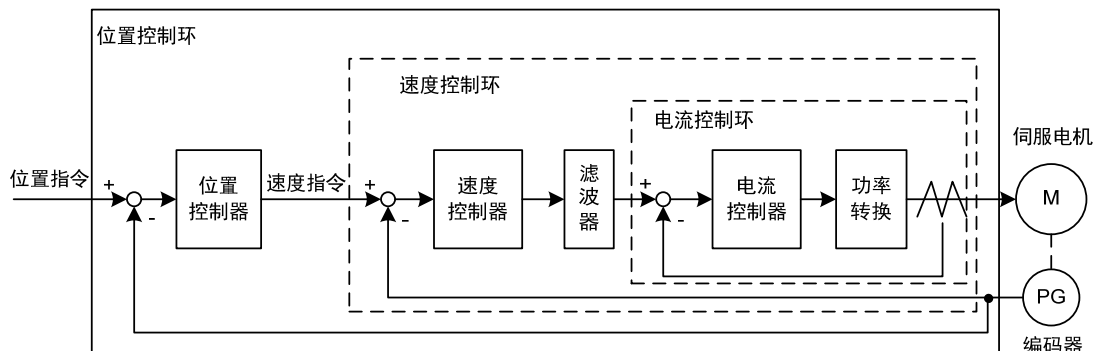 位置控制环
速度控制环
电流控制环
伺服电机
位置指令
+
-
位置
控制器
速度指令
+
-
速度
控制器
滤
波
器
+
-
电流
控制器
功率
转换
M
PG
编码器